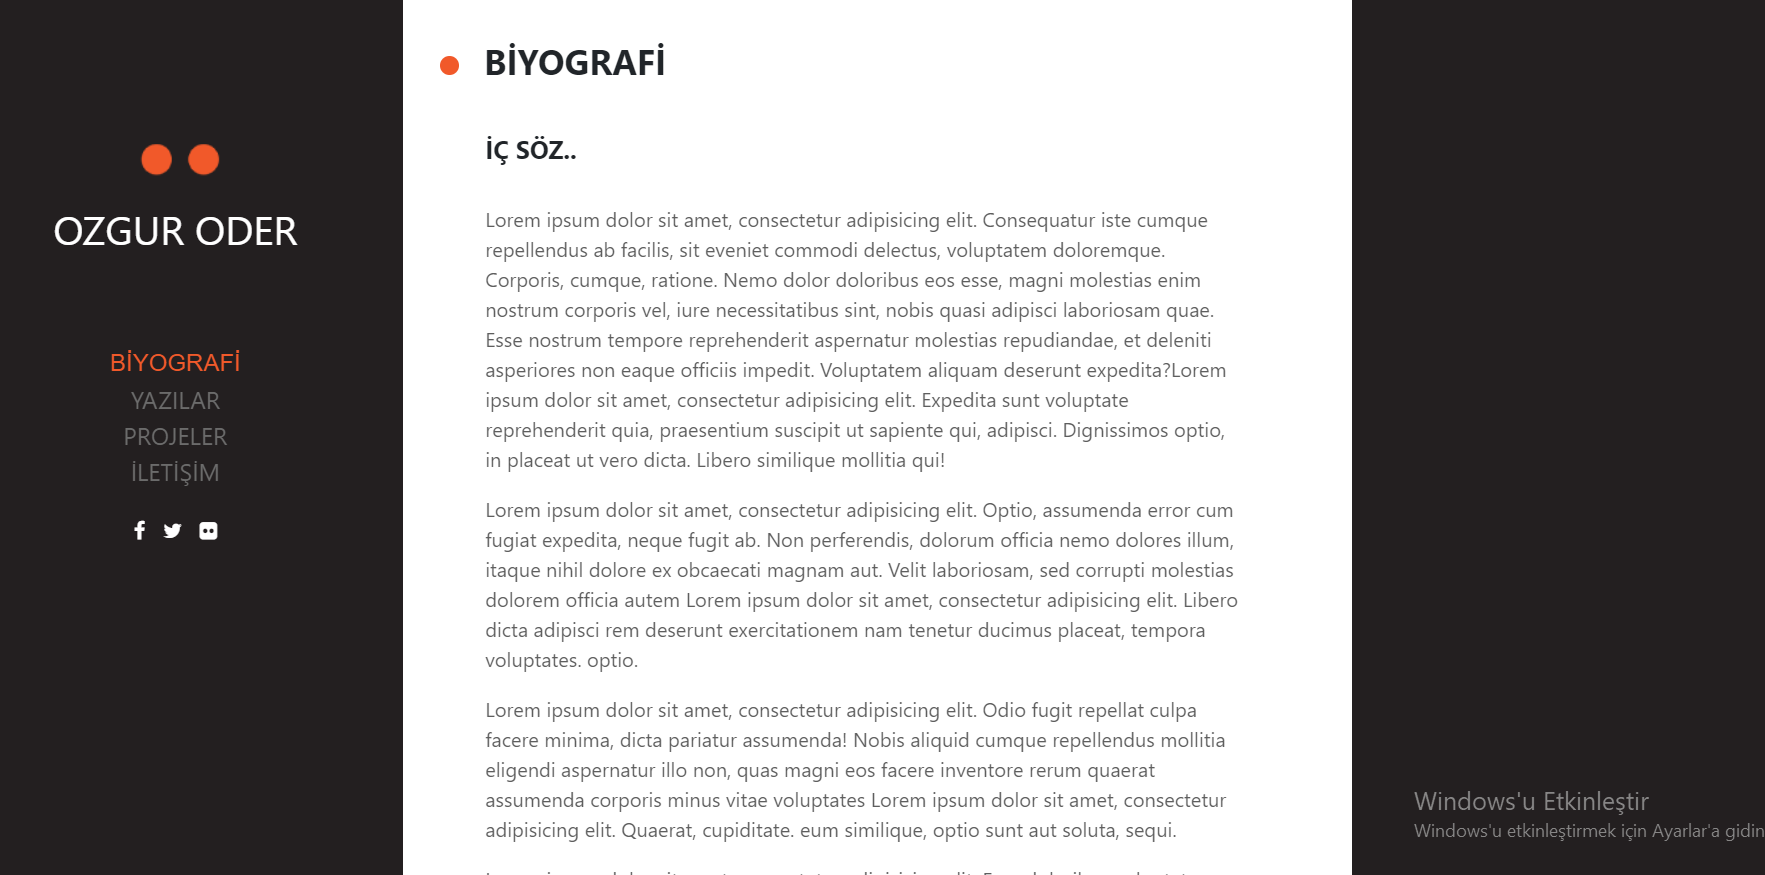 OZGUR ODER
BİYOGRAFİ
YAZILAR
PROJELER
İLETİŞİM
BİYOGRAFİ
İÇ SÖZ..
Lorem ipsum dolor sit amet, consectetur adipisicing elit. Consequatur iste cumque
repellendus ab facilis, sit eveniet commodi delectus, voluptatem doloremque.
Corporis, cumque, ratione. Nemo dolor doloribus eos esse, magni molestias enim
nostrum corporis vel, iure necessitatibus sint, nobis quasi adipisci laboriosam quae.
Esse nostrum tempore reprehenderit aspernatur molestias repudiandae, et deleniti
asperiores non eaque officiis impedit. Voluptatem aliquam deserunt expedita?Lorem
ipsum dolor sit amet, consectetur adipisicing elit. Expedita sunt voluptate
reprehenderit quia, praesentium suscipit ut sapiente qui, adipisci. Dignissimos optio,
in placeat ut vero dicta. Libero similique mollitia qui!
Lorem ipsum dolor sit amet, consectetur adipisicing elit. Optio, assumenda error cum
fugiat expedita, neque fugit ab. Non perferendis, dolorum officia nemo dolores illum,
itaque nihil dolore ex obcaecati magnam aut. Velit laboriosam, sed corrupti molestias
dolorem officia autem Lorem ipsum dolor sit amet, consectetur adipisicing elit. Libero
dicta adipisci rem deserunt exercitationem nam tenetur ducimus placeat, tempora
voluptates. optio.
Lorem ipsum dolor sit amet, consectetur adipisicing elit. Odio fugit repellat culpa
facere minima, dicta pariatur assumenda! Nobis aliquid cumque repellendus mollitia
eligendi aspernatur illo non, quas magni eos facere inventore rerum quaerat
assumenda corporis minus vitae voluptates Lorem ipsum dolor sit amet, consectetur
adipisicing elit. Quaerat, cupiditate. eum similique, optio sunt aut soluta, sequi.
Windows'u Etkinleştir
Windows'u etkinleştirmek için Ayarlar'a gidin